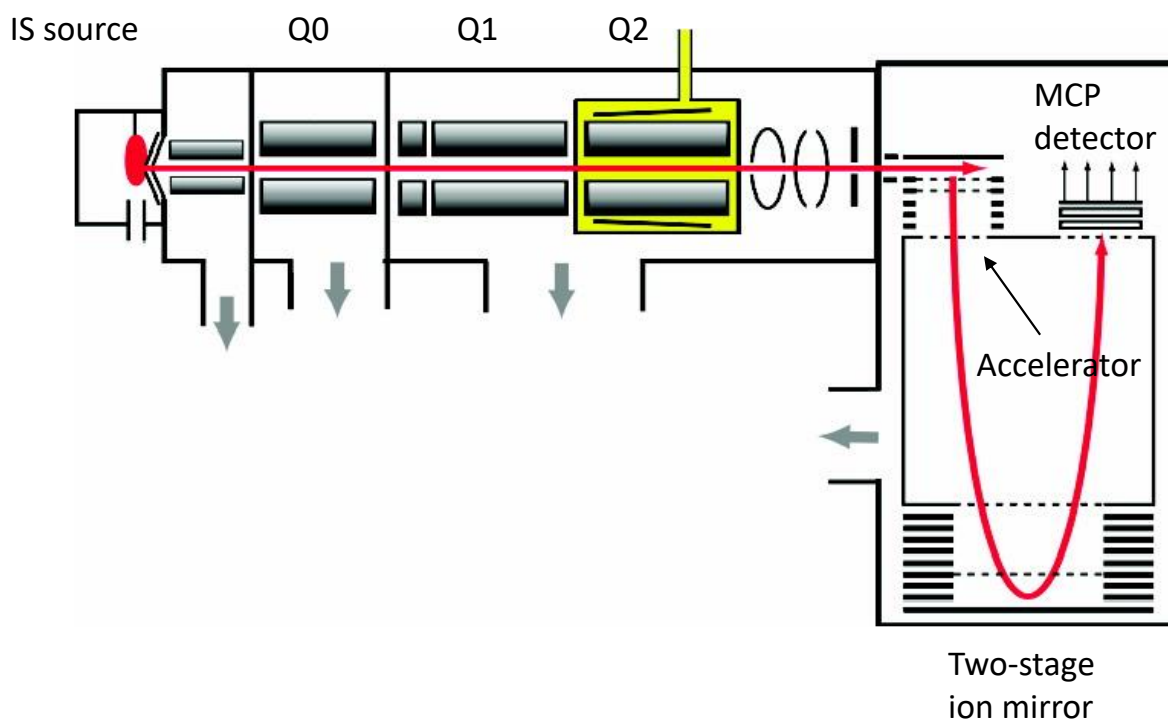 IS source
Q0
Q1
Q2
MCP
detector
Accelerator
Two-stage
ion mirror